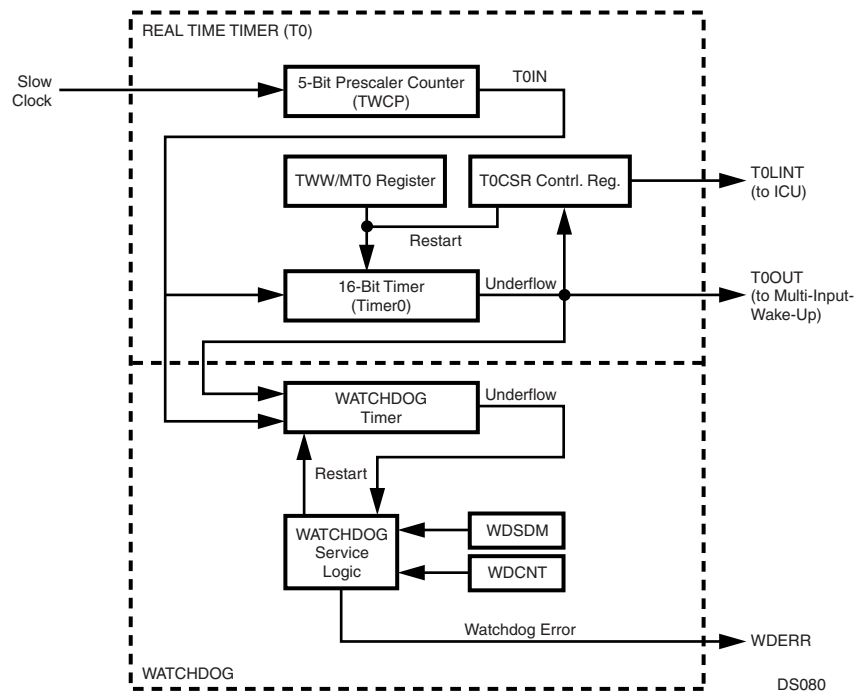 REAL TIME TIMER (T0)
Slow
Clock
5-Bit Prescaler Counter
(TWCP)
T0IN
TWW/MT0 Register
T0CSR Contrl. Reg.
T0LINT
(to ICU)
Restart
16-Bit Timer
(Timer0)
Underflow
T0OUT
(to Multi-Input-
Wake-Up)
WATCHDOG
Timer
Underflow
Restart
WATCHDOG
Service
Logic
WDSDM
WDCNT
Watchdog Error
WDERR
WATCHDOG
DS080